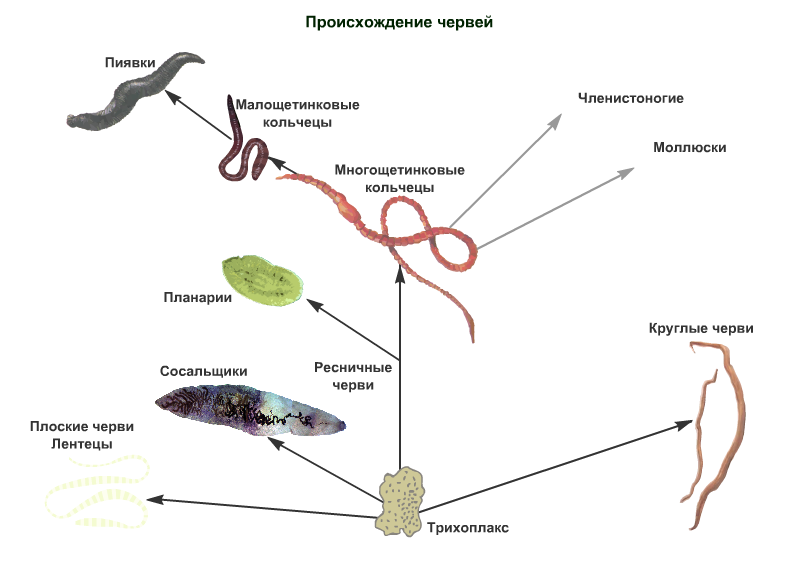 Происхождение червей
Пиявки
Малощетинковые
кольчецы
Членистоногие
Моллюски
Многощетинковые
кольчецы
Планарии
Круглые черви
Ресничные
черви
Сосальщики
Плоские черви
Лентецы
Трихоплакс